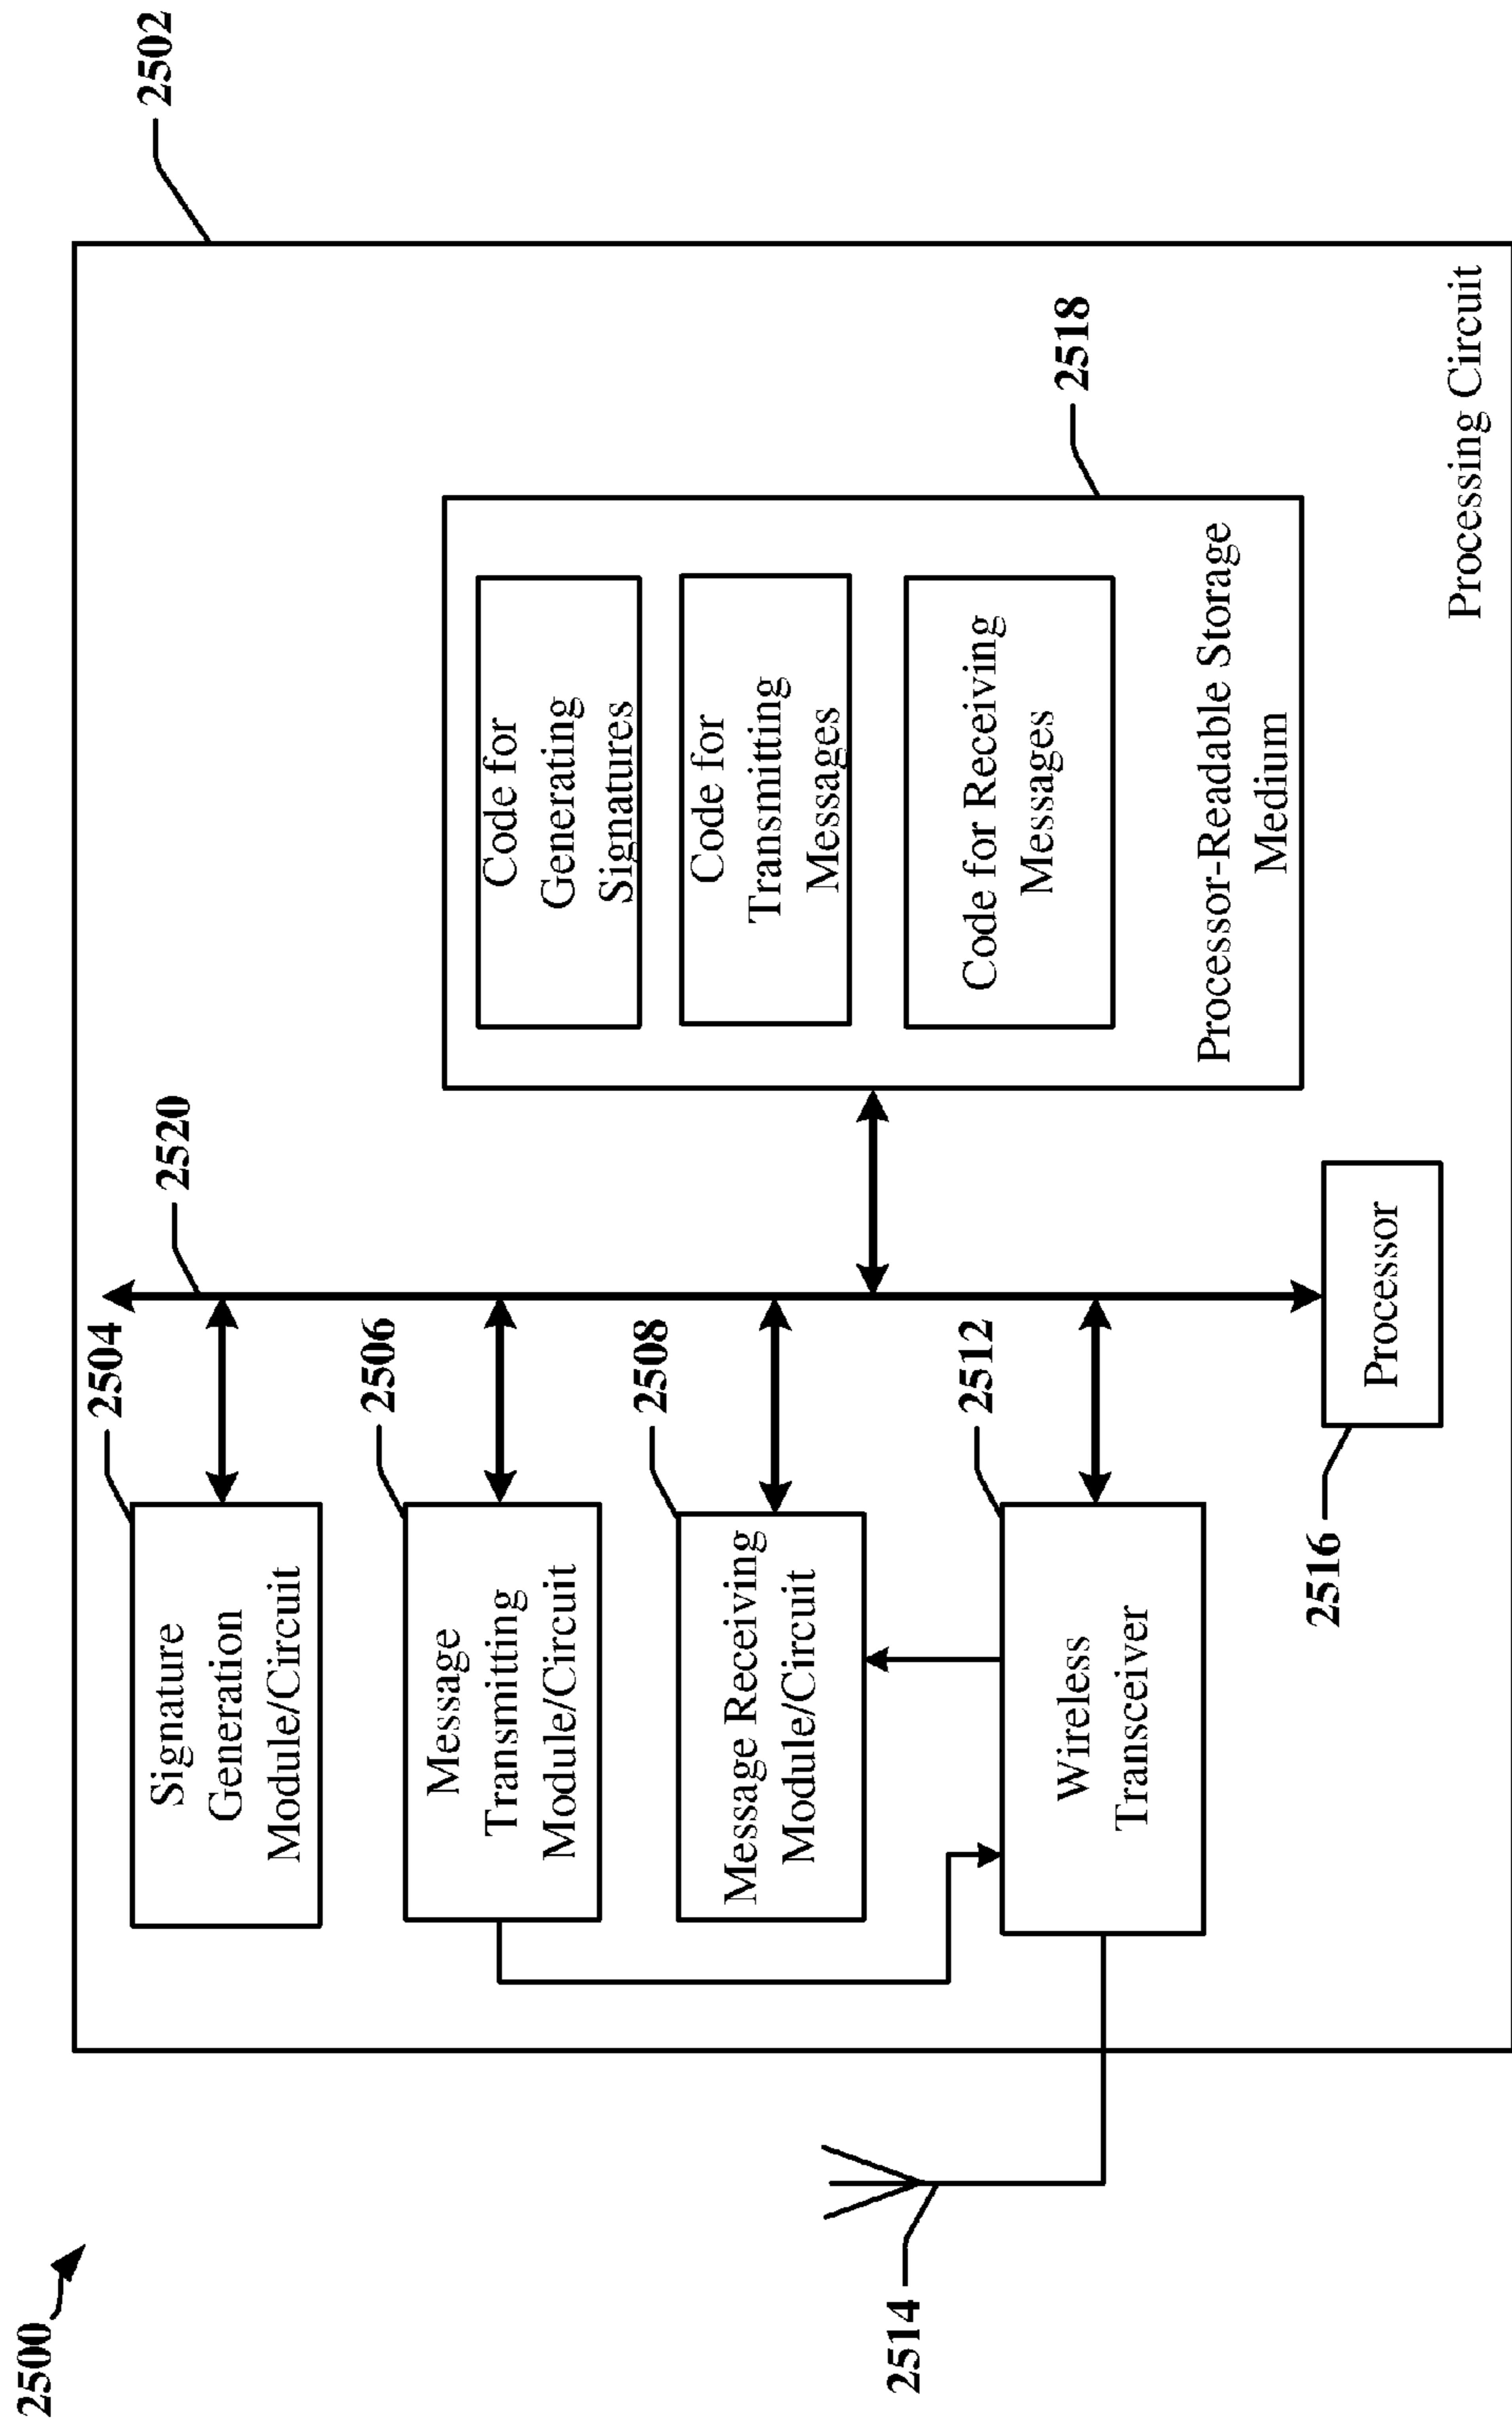 2500
2502
2504
Signature
Generation
Module/Circuit
2520
2506
Message
Transmitting
Module/Circuit
2508
Message Receiving
Module/Circuit
2512
Wireless
Transceiver
2514
2516
Processor
2518
Code for
Generating
Signatures
Code for
Transmitting
Messages
Code for Receiving
Messages
Processor-Readable Storage
Medium
Processing Circuit